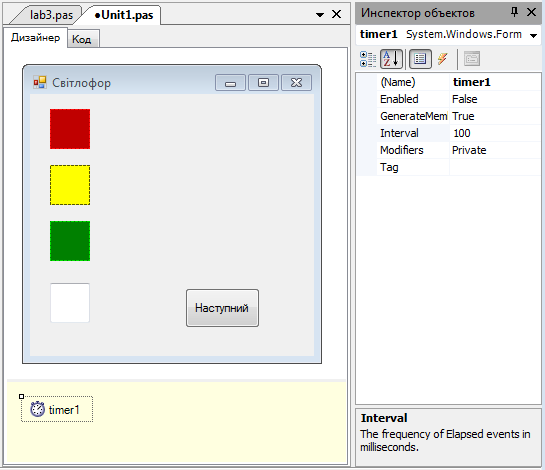 lab3.pas
•Unit1.pas
Дизайнер
Код
Світлофор
Наступний
timer1
Инспектор объектов
timer1 System.Windows.Form
(Name) timer1
Enabled False
GenerateMem True
Interval 100
Modifiers Private
Tag
Interval
The frequency of Elapsed events in
milliseconds.